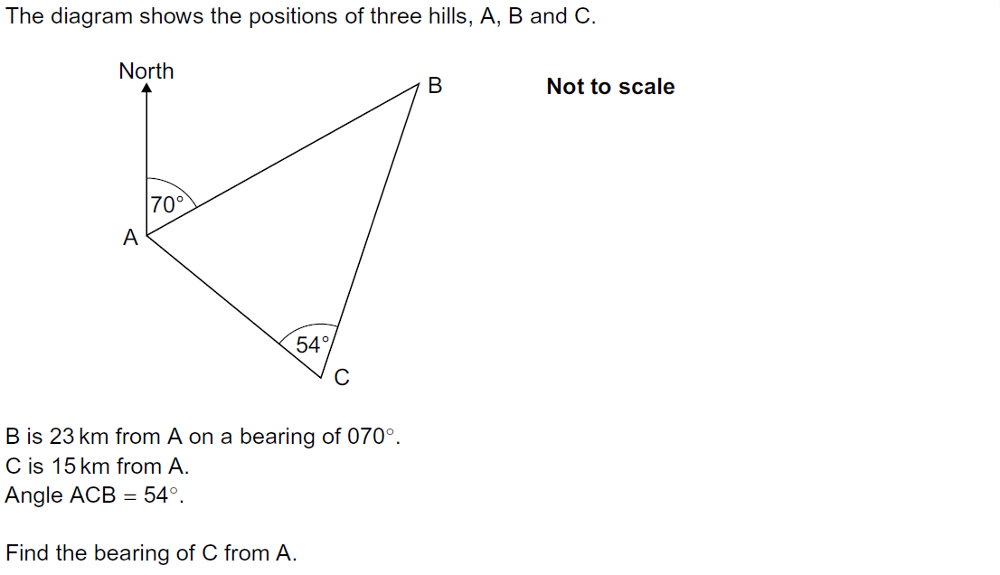 The diagram shows the positions of three hills, A, B and C.
North
B
Not to scale
70°
A
54°
C
B is 23 km from A on a bearing of 070°.
C is 15 km from A.
Angle ACB = 54°.
Find the bearing of C from A.